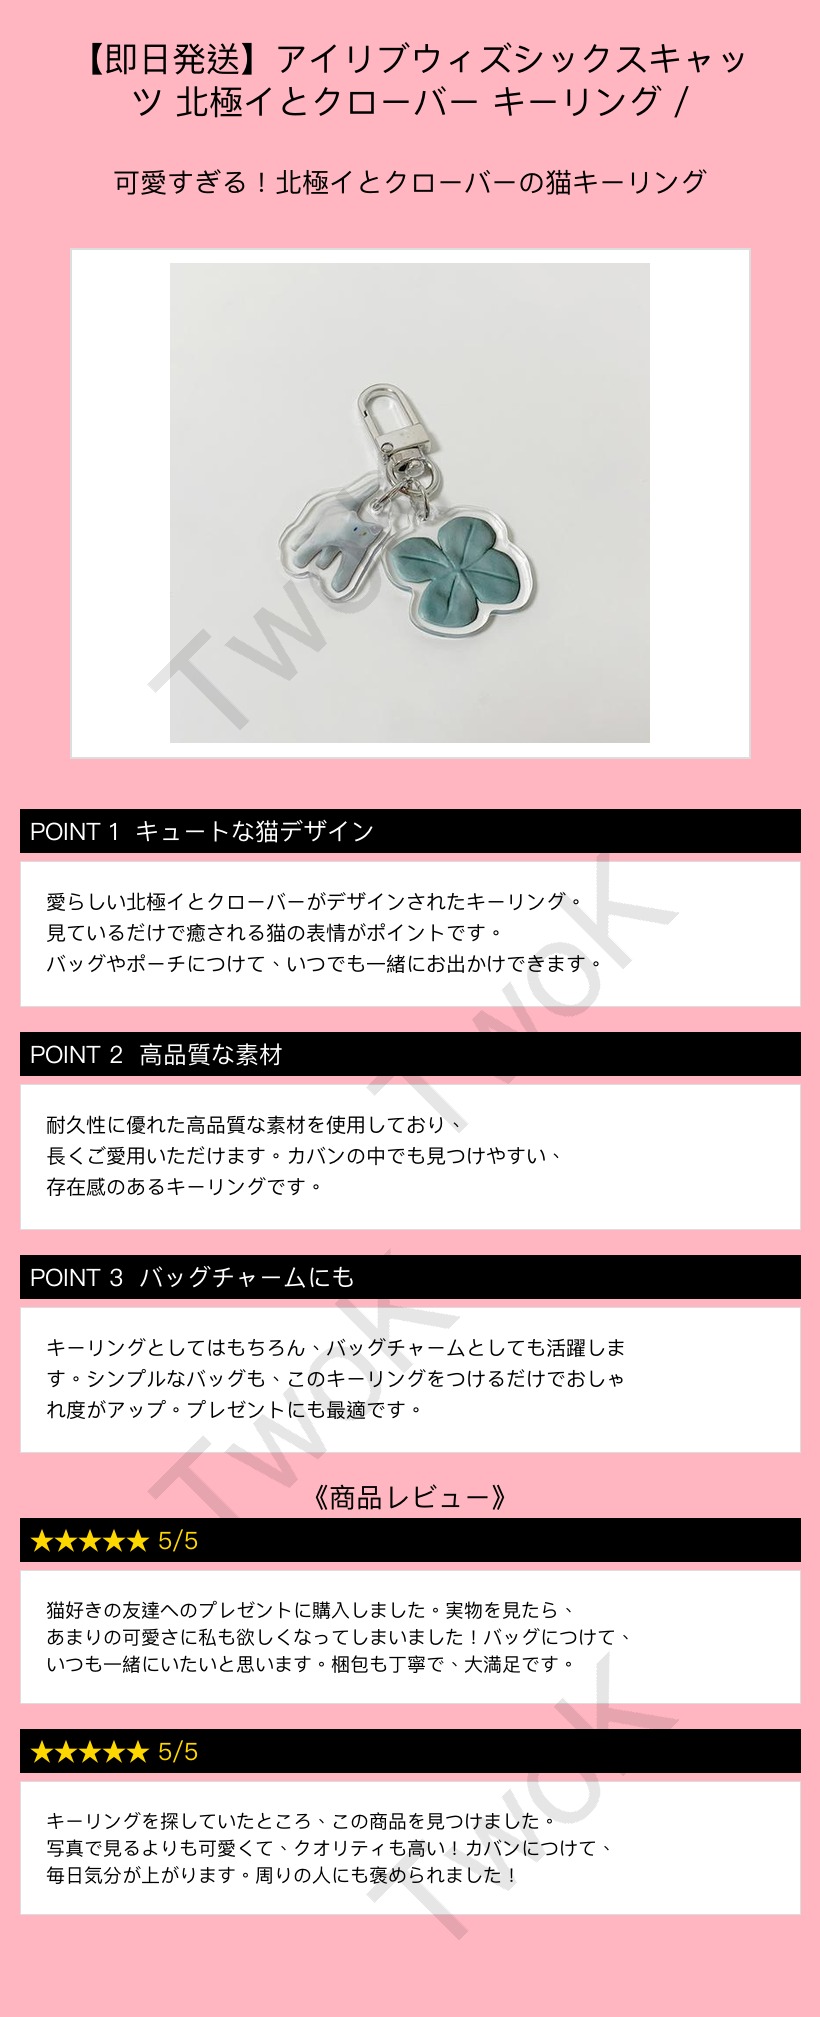 【即日発送】アイリブウィズシックスキャッ
ツ 北極イとクローバー キーリング /
可愛すぎる！北極イとクローバーの猫キーリング
Twok
POINT 1 キュートな猫デザイン
愛らしい北極イとクローバーがデザインされたキーリング。
見ているだけで癒される猫の表情がポイントです。
バッグやポーチにつけて、いつでも一緒にお出かけできます。
Twok
POINT 2 高品質な素材
耐久性に優れた高品質な素材を使用しており、
長くご愛用いただけます。カバンの中でも見つけやすい、
存在感のあるキーリングです。
POINT 3 バッグチャームにも
キーリングとしてはもちろん、バッグチャームとしても活躍しま
す。シンプルなバッグも、このキーリングをつけるだけでおしゃ
れ度がアップ。プレゼントにも最適です。
Twok
《商品レビュー》
★★★★★ 5/5
猫好きの友達へのプレゼントに購入しました。実物を見たら、
あまりの可愛さに私も欲しくなってしまいました！バッグにつけて、
いつも一緒にいたいと思います。梱包も丁寧で、大満足です。
★★★★★ 5/5
キーリングを探していたところ、この商品を見つけました。
写真で見るよりも可愛くて、クオリティも高い！カバンにつけて、
毎日気分が上がります。周りの人にも褒められました！
Twok